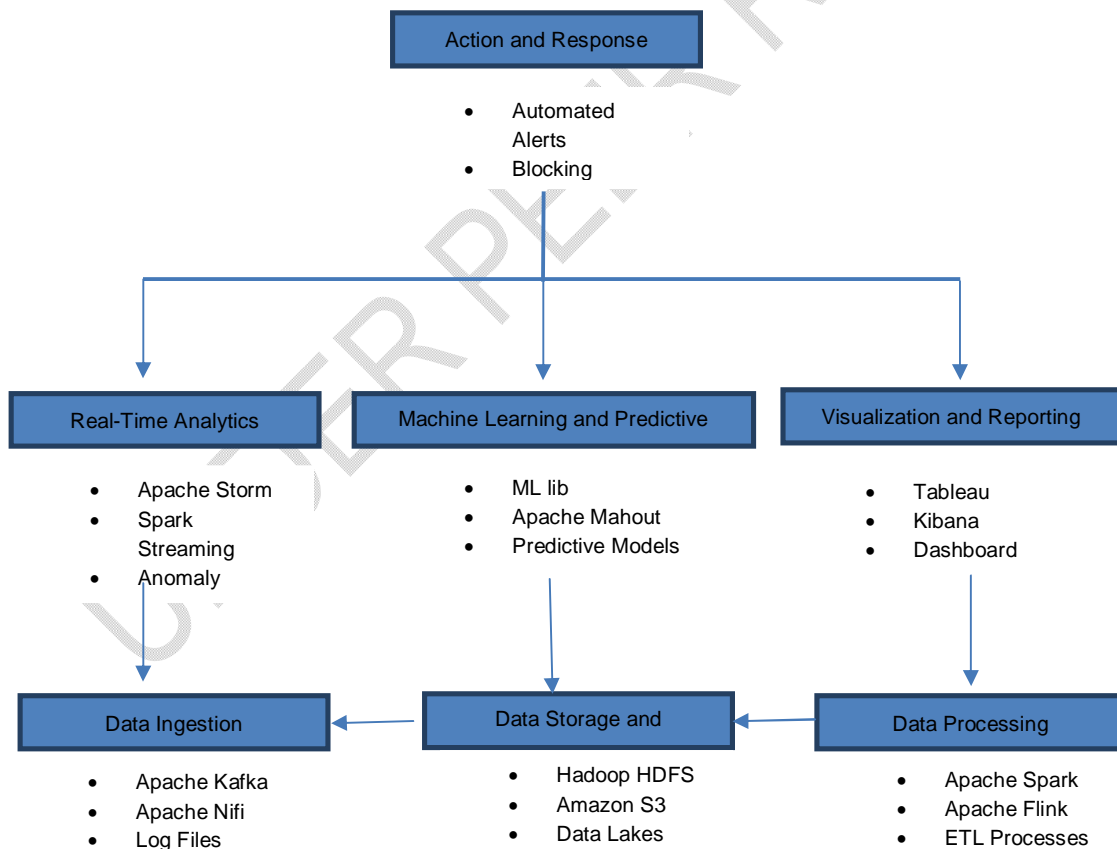 Action and Response
• Automated
Alerts
• Blocking
Real-Time Analytics
• Apache Storm
• Spark
Streaming
• Anomaly
Machine Learning and Predictive
• ML lib
• Apache Mahout
• Predictive Models
Visualization and Reporting
• Tableau
• Kibana
• Dashboard
Data Ingestion
• Apache Kafka
• Apache Nifi
• Log Files
Data Storage and
• Hadoop HDFS
• Amazon S3
• Data Lakes
Data Processing
• Apache Spark
• Apache Flink
• ETL Processes